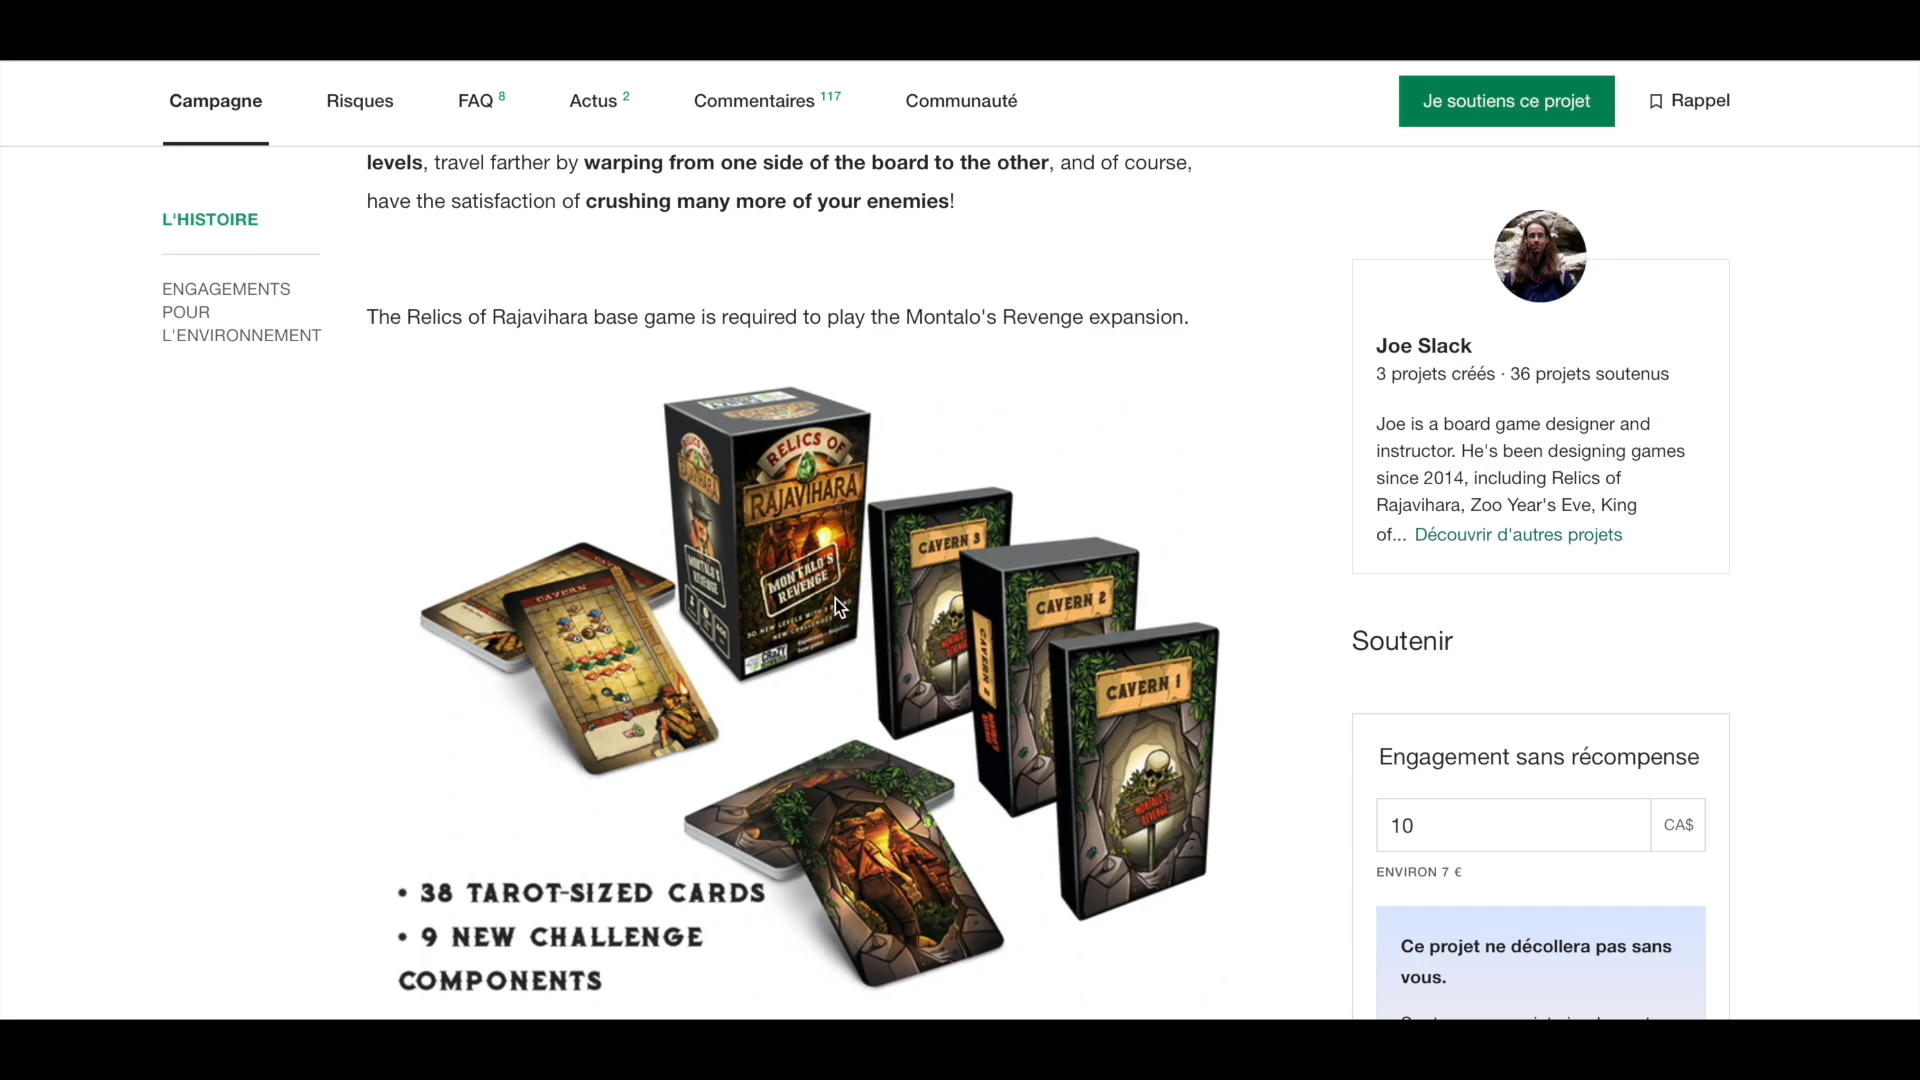 Campagne
Risques
FAQ 8
Actus 2
Commentaires 117
Communauté
Je soutiens ce projet
Rappel
levels, travel farther by warping from one side of the board to the other, and of course,
have the satisfaction of crushing many more of your enemies!
L'HISTOIRE
ENGAGEMENTS
POUR
L'ENVIRONNEMENT
The Relics of Rajavihara base game is required to play the Montalo's Revenge expansion.
RELICS OF
RAJAVIHARA
MONTALO'S
REVENGE
CAVERN
CAVERN 3
CAVERN 2
CAVERN 1
MONTALO'S
REVENGE
• 38 TAROT-SIZED CARDS
• 9 NEW CHALLENGE
COMPONENTS
Joe Slack
3 projets créés · 36 projets soutenus
Joe is a board game designer and
instructor. He's been designing games
since 2014, including Relics of
Rajavihara, Zoo Year's Eve, King
of... Découvrir d'autres projets
Soutenir
Engagement sans récompense
10 CA$
ENVIRON 7 €
Ce projet ne décollera pas sans
vous.